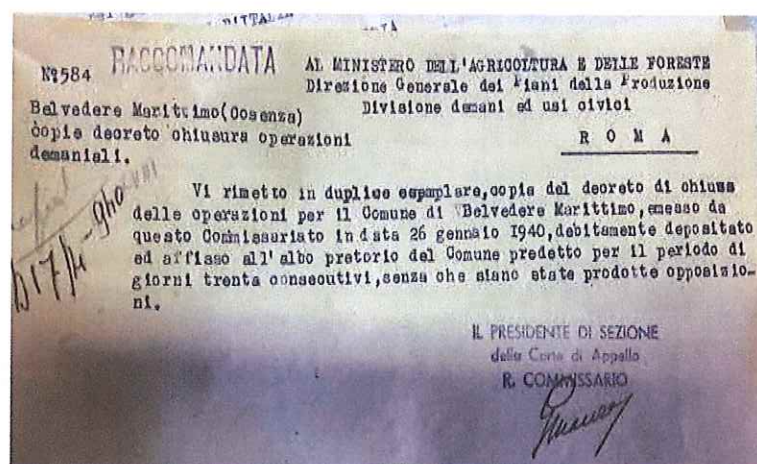 D'ITALIA
Nº584
RACCOMANDATA
AL MINISTERO DELL'AGRICOLTURA E DELLE FORESTE
Direzione Generale dei Piani della Produzione
Divisione demani ed usi civici
R O M A
Belvedere Marittimo(Cosenza)
copie decreto chiusura operazioni
demaniali.
Vi rimetto in duplice esemplare,copia del decreto di chiusa
delle operazioni per il Comune di Belvedere Marittimo,emesso da
questo Commissariato in data 26 gennaio 1940,debitamente depositato
ed affisso all'albo pretorio del Comune predetto per il periodo di
giorni trenta consecutivi,senza che siano state prodotte opposizio-
ni.
IL PRESIDENTE DI SEZIONE
della Corte di Appello
R. COMMISSARIO